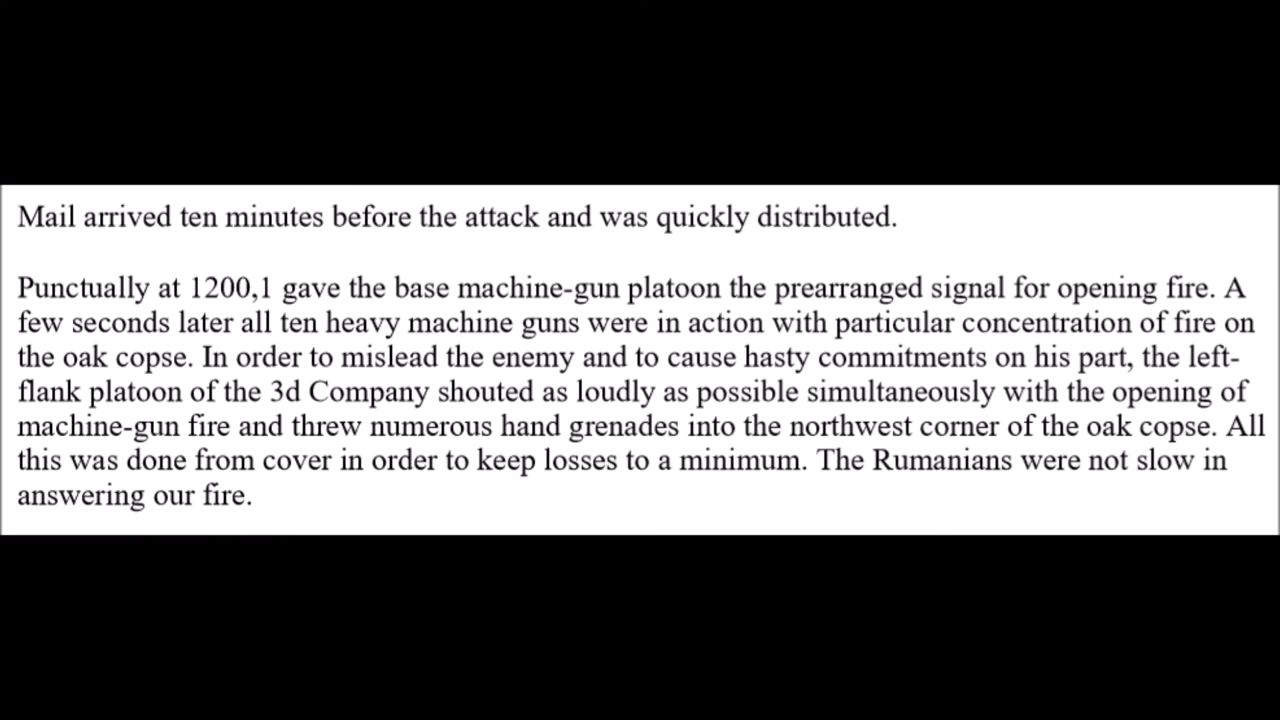 Mail arrived ten minutes before the attack and was quickly distributed.
Punctually at 1200,1 gave the base machine-gun platoon the prearranged signal for opening fire. A
few seconds later all ten heavy machine guns were in action with particular concentration of fire on
the oak copse. In order to mislead the enemy and to cause hasty commitments on his part, the left-
flank platoon of the 3d Company shouted as loudly as possible simultaneously with the opening of
machine-gun fire and threw numerous hand grenades into the northwest corner of the oak copse. All
this was done from cover in order to keep losses to a minimum. The Rumanians were not slow in
answering our fire.